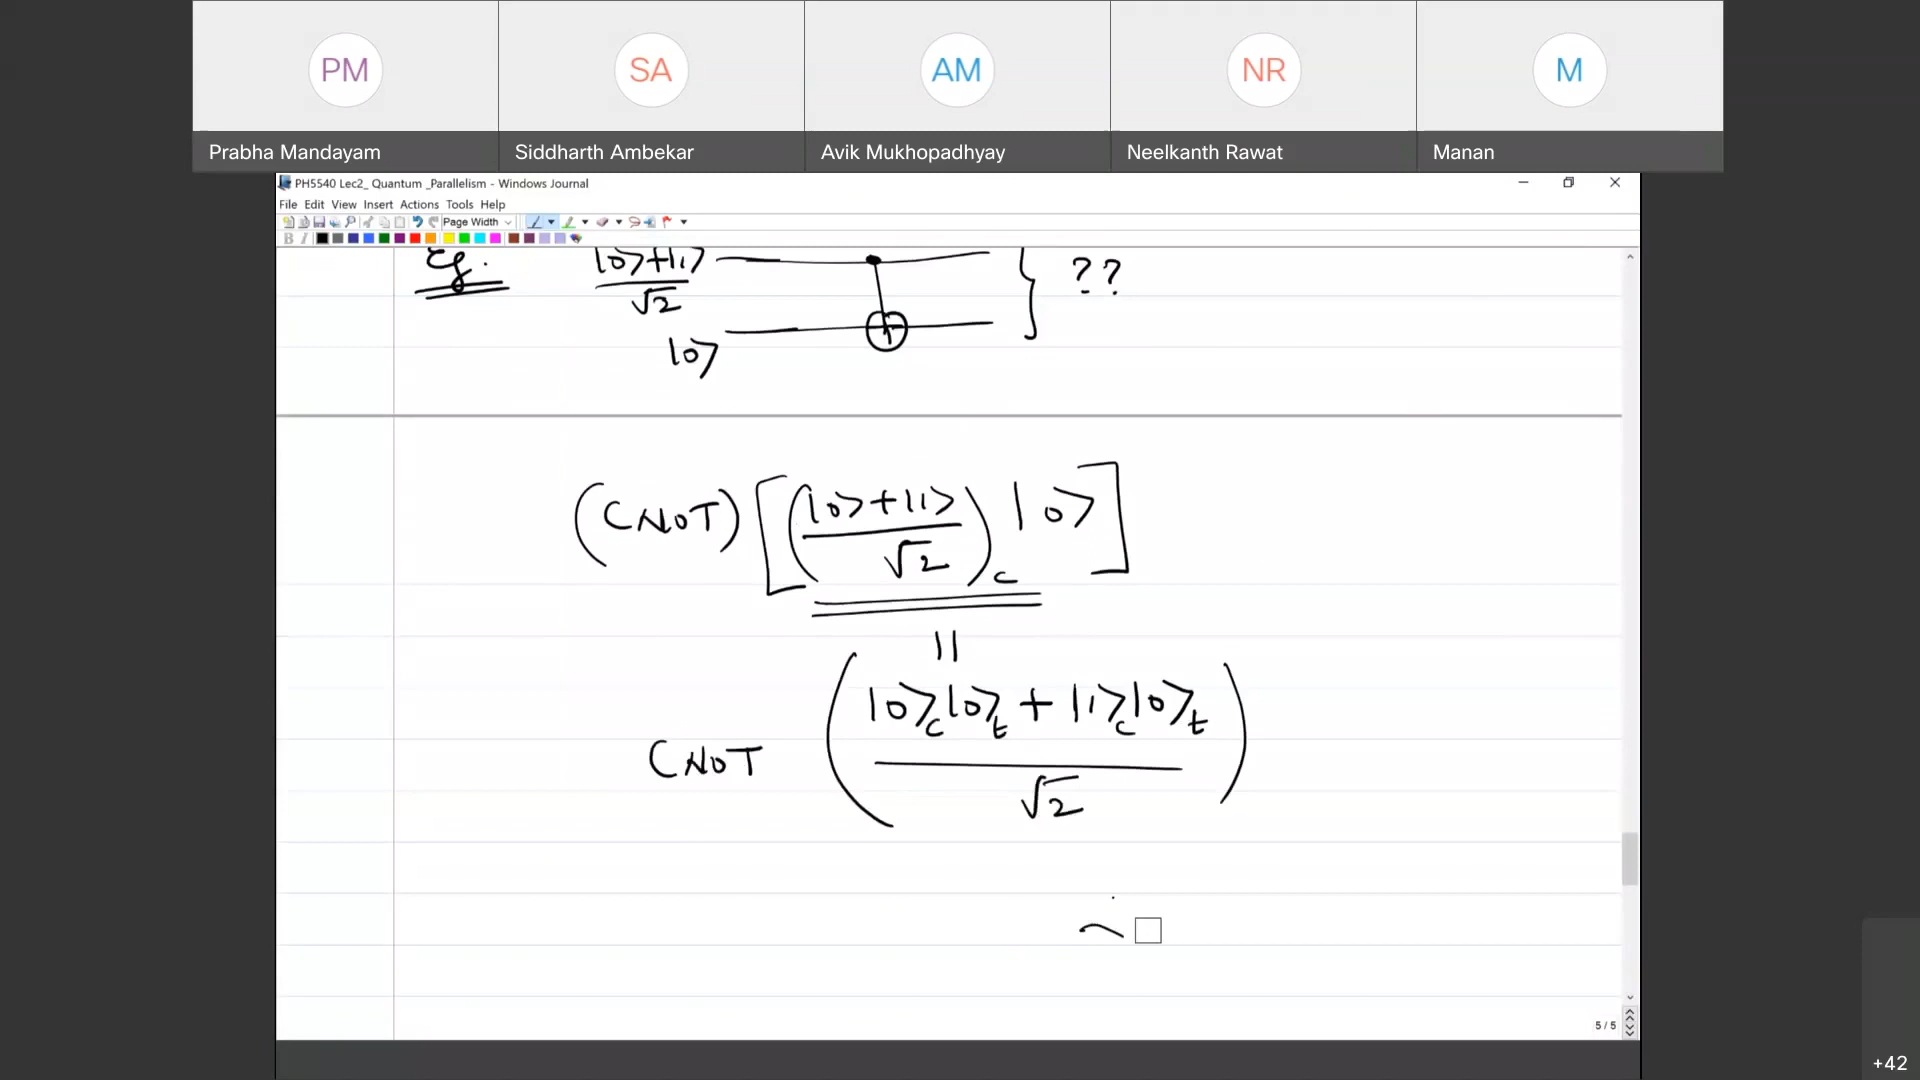 PM SA AM NR M
Prabha Mandayam Siddharth Ambekar Avik Mukhopadhyay Neelkanth Rawat Manan
PH5540 Lec2_ Quantum _Parallelism - Windows Journal
File Edit View Insert Actions Tools Help
Page Width
B I
Eg. |0>+|1> } ??
√2
|0>
(CNOT) [ ( |0>+|1> )c |0> ]
√2
||
CNOT ( |0>c|0>t + |1>c|0>t )
√2
5 / 5
+42